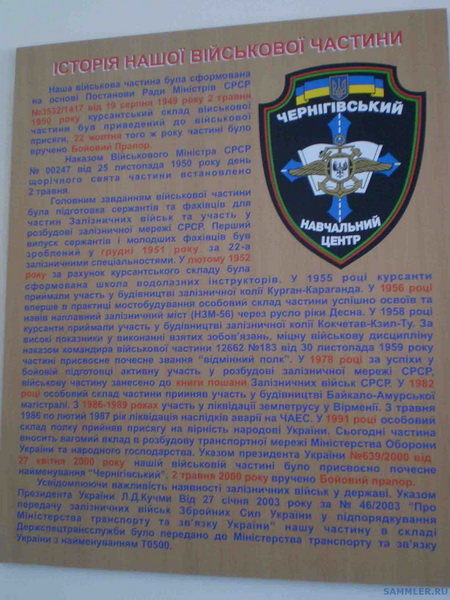 ІСТОРІЯ НАШОЇ ВІЙСЬКОВОЇ ЧАСТИНИ
Наша військова частина була сформована
на основі Постанови Ради Міністрів СРСР
№3532/1417 від 19 серпня 1949 року 2 травня
1950 року курсантський склад військової
частини був приведений до військової
присяги, 22 жовтня того ж року частині було
вручено Бойовий Прапор.
Наказом Військового Міністра СРСР
№ 00247 від 25 листопада 1950 року день
щорічного свята частини встановлено
2 травня.
Головним завданням військової частини
була підготовка сержантів та фахівців для
частин Залізничних військ та участь у
розбудові залізничної мережі СРСР. Перший
випуск сержантів і молодших фахівців був
зроблений у грудні 1951 року за 22-а
залізничними спеціальностями. У лютому 1952
року за рахунок курсантського складу була
сформована школа водолазних інструкторів. У 1955 році курсанти
приймали участь у будівництві залізничної колії Курган-Караганда. У 1956 році
вперше в практиці мостобудування особовий склад частини успішно освоїв та
навів наплавний залізничний міст (НЗМ-56) через русло ріки Десна. У 1958 році
курсанти приймали участь у будівництві залізничної колії Кокчетав-Кзил-Ту. За
високі показники у виконанні взятих зобов'язань, міцну військову дисципліну
наказом командира військової частини 12662 №183 від 30 листопада 1959 року
частині присвоєне почесне звання "відмінний полк". У 1978 році за успіхи у
бойовій підготовці активну участь у розбудові залізничної мережі СРСР,
військову частину занесено до книги пошани Залізничних військ СРСР. У 1982
році особовий склад частини приймав участь у будівництві Байкало-Амурської
магістралі. З 1988-1989 роках участь у ліквідації землетрусу у Вірменії. З травня
1986 по лютий 1987 рік ліквідація наслідків аварії на ЧАЕС. У 1991 році особовий
склад полку прийняв присягу на вірність народові України. Сьогодні частина
вносить вагомий вклад в розбудову транспортної мережі Міністерства Оборони
України та народного господарства. Указом президента України №639/2000 від
27 квітня 2000 року нашій військовій частині було присвоєно почесне
найменування "Чернігівський". 2 травня 2000 року вручено Бойовий прапор.
Усвідомлюючи важливість наявності залізничних військ у державі. Указом
Президента України Л.Д.Кучми Від 27 січня 2003 року за № 46/2003 "Про
передачу залізничних військ Збройних Сил України у підпорядкування
Міністерства транспорту та зв'язку України" нашу частину в складі
Держспецтрансслужби було передано до Міністерства транспорту та зв'язку
України з найменуванням Т0500.
ЧЕРНІГІВСЬКИЙ
НАВЧАЛЬНИЙ
ЦЕНТР
SAMMLER.RU